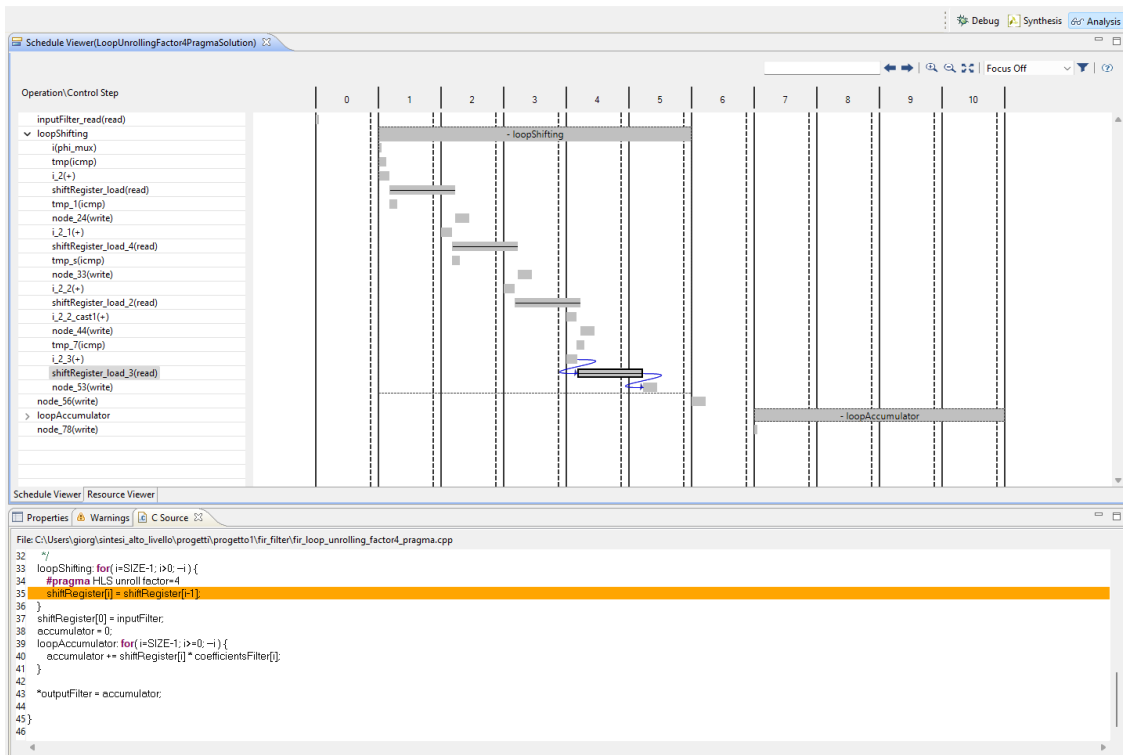 Debug Synthesis Analysis
Schedule Viewer(LoopUnrollingFactor4PragmaSolution)
Focus Off
Operation\Control Step 0 1 2 3 4 5 6 7 8 9 10
inputFilter_read(read)
loopShifting - loopShifting
i(phi_mux)
tmp(icmp)
i_2(+)
shiftRegister_load(read)
tmp_1(icmp)
node_24(write)
i_2_1(+)
shiftRegister_load_4(read)
tmp_s(icmp)
node_33(write)
i_2_2(+)
shiftRegister_load_2(read)
i_2_2_cast1(+)
node_44(write)
tmp_7(icmp)
i_2_3(+)
shiftRegister_load_3(read)
node_53(write)
node_56(write)
loopAccumulator - loopAccumulator
node_78(write)
Schedule Viewer Resource Viewer
Properties Warnings C Source
File: C:\Users\giorg\sintesi_alto_livello\progetti\progetto1\fir_filter\fir_loop_unrolling_factor4_pragma.cpp
32 */
33 loopShifting: for( i=SIZE-1; i>0; --i ) {
34 #pragma HLS unroll factor=4
35 shiftRegister[i] = shiftRegister[i-1];
36 }
37 shiftRegister[0] = inputFilter;
38 accumulator = 0;
39 loopAccumulator: for( i=SIZE-1; i>=0; --i ) {
40 accumulator += shiftRegister[i] * coefficientsFilter[i];
41 }
42
43 *outputFilter = accumulator;
44
45 }
46